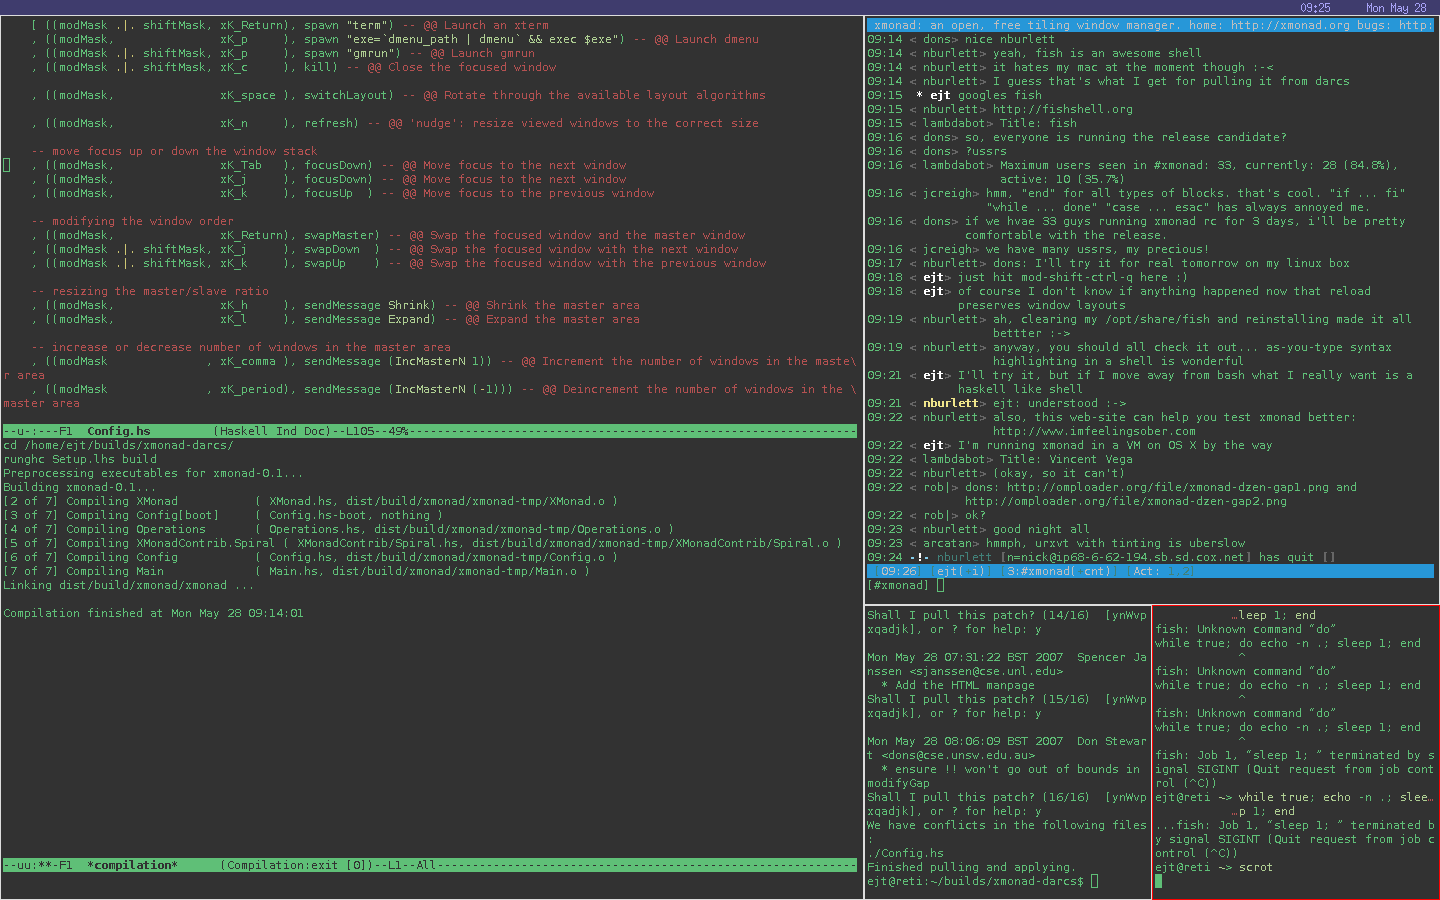 09:25 Mon May 28
[ ((modMask .|. shiftMask, xK_Return), spawn "term") -- @@ Launch an xterm
, ((modMask, xK_p ), spawn "exe=`dmenu_path | dmenu` && exec $exe") -- @@ Launch dmenu
, ((modMask .|. shiftMask, xK_p ), spawn "gmrun") -- @@ Launch gmrun
, ((modMask .|. shiftMask, xK_c ), kill) -- @@ Close the focused window
, ((modMask, xK_space ), switchLayout) -- @@ Rotate through the available layout algorithms
, ((modMask, xK_n ), refresh) -- @@ 'nudge': resize viewed windows to the correct size
-- move focus up or down the window stack
, ((modMask, xK_Tab ), focusDown) -- @@ Move focus to the next window
, ((modMask, xK_j ), focusDown) -- @@ Move focus to the next window
, ((modMask, xK_k ), focusUp ) -- @@ Move focus to the previous window
-- modifying the window order
, ((modMask, xK_Return), swapMaster) -- @@ Swap the focused window and the master window
, ((modMask .|. shiftMask, xK_j ), swapDown ) -- @@ Swap the focused window with the next window
, ((modMask .|. shiftMask, xK_k ), swapUp ) -- @@ Swap the focused window with the previous window
-- resizing the master/slave ratio
, ((modMask, xK_h ), sendMessage Shrink) -- @@ Shrink the master area
, ((modMask, xK_l ), sendMessage Expand) -- @@ Expand the master area
-- increase or decrease number of windows in the master area
, ((modMask , xK_comma ), sendMessage (IncMasterN 1)) -- @@ Increment the number of windows in the maste\
r area
, ((modMask , xK_period), sendMessage (IncMasterN (-1))) -- @@ Deincrement the number of windows in the \
master area
--u-:---F1 Config.hs (Haskell Ind Doc)--L105--49%----------------------------------------------------------------
cd /home/ejt/builds/xmonad-darcs/
runghc Setup.lhs build
Preprocessing executables for xmonad-0.1...
Building xmonad-0.1...
[2 of 7] Compiling XMonad ( XMonad.hs, dist/build/xmonad/xmonad-tmp/XMonad.o )
[3 of 7] Compiling Config[boot] ( Config.hs-boot, nothing )
[4 of 7] Compiling Operations ( Operations.hs, dist/build/xmonad/xmonad-tmp/Operations.o )
[5 of 7] Compiling XMonadContrib.Spiral ( XMonadContrib/Spiral.hs, dist/build/xmonad/xmonad-tmp/XMonadContrib/Spiral.o )
[6 of 7] Compiling Config ( Config.hs, dist/build/xmonad/xmonad-tmp/Config.o )
[7 of 7] Compiling Main ( Main.hs, dist/build/xmonad/xmonad-tmp/Main.o )
Linking dist/build/xmonad/xmonad ...
Compilation finished at Mon May 28 09:14:01
--uu:**-F1 *compilation* (Compilation:exit [0])--L1--All------------------------------------------------------------
xmonad: an open, free tiling window manager. home: http://xmonad.org bugs: http:
09:14 < dons> nice nburlett
09:14 < nburlett> yeah, fish is an awesome shell
09:14 < nburlett> it hates my mac at the moment though :-<
09:14 < nburlett> I guess that's what I get for pulling it from darcs
09:15 * ejt googles fish
09:15 < nburlett> http://fishshell.org
09:15 < lambdabot> Title: fish
09:16 < dons> so, everyone is running the release candidate?
09:16 < dons> ?ussrs
09:16 < lambdabot> Maximum users seen in #xmonad: 33, currently: 28 (84.8%),
active: 10 (35.7%)
09:16 < jcreigh> hmm, "end" for all types of blocks. that's cool. "if ... fi"
"while ... done" "case ... esac" has always annoyed me.
09:16 < dons> if we hvae 33 guys running xmonad rc for 3 days, i'll be pretty
comfortable with the release.
09:16 < jcreigh> we have many ussrs, my precious!
09:17 < nburlett> dons: I'll try it for real tomorrow on my linux box
09:18 < ejt> just hit mod-shift-ctrl-q here :)
09:18 < ejt> of course I don't know if anything happened now that reload
preserves window layouts
09:19 < nburlett> ah, clearing my /opt/share/fish and reinstalling made it all
bettter :->
09:19 < nburlett> anyway, you should all check it out... as-you-type syntax
highlighting in a shell is wonderful
09:21 < ejt> I'll try it, but if I move away from bash what I really want is a
haskell like shell
09:21 < nburlett> ejt: understood :->
09:22 < nburlett> also, this web-site can help you test xmonad better:
http://www.imfeelingsober.com
09:22 < ejt> I'm running xmonad in a VM on OS X by the way
09:22 < lambdabot> Title: Vincent Vega
09:22 < nburlett> (okay, so it can't)
09:22 < rob|> dons: http://omploader.org/file/xmonad-dzen-gap1.png and
http://omploader.org/file/xmonad-dzen-gap2.png
09:22 < rob|> ok?
09:23 < nburlett> good night all
09:23 < arcatan> hmmph, urxvt with tinting is uberslow
09:24 -!- nburlett [n=nick@ip68-6-62-194.sb.sd.cox.net] has quit []
[09:26] [ejt(+i)] [3:#xmonad(+cnt)] [Act: 1,2]
[#xmonad]
Shall I pull this patch? (14/16) [ynWvp
xqadjk], or ? for help: y
Mon May 28 07:31:22 BST 2007 Spencer Ja
nssen <sjanssen@cse.unl.edu>
* Add the HTML manpage
Shall I pull this patch? (15/16) [ynWvp
xqadjk], or ? for help: y
Mon May 28 08:06:09 BST 2007 Don Stewar
t <dons@cse.unsw.edu.au>
* ensure !! won't go out of bounds in
modifyGap
Shall I pull this patch? (16/16) [ynWvp
xqadjk], or ? for help: y
We have conflicts in the following files
:
./Config.hs
Finished pulling and applying.
ejt@reti:~/builds/xmonad-darcs$
…leep 1; end
fish: Unknown command “do”
while true; do echo -n .; sleep 1; end
^
fish: Unknown command “do”
while true; do echo -n .; sleep 1; end
^
fish: Unknown command “do”
while true; do echo -n .; sleep 1; end
^
fish: Job 1, “sleep 1; ” terminated by s
ignal SIGINT (Quit request from job cont
rol (^C))
ejt@reti ~> while true; echo -n .; slee…
…p 1; end
...fish: Job 1, “sleep 1; ” terminated b
y signal SIGINT (Quit request from job c
ontrol (^C))
ejt@reti ~> scrot